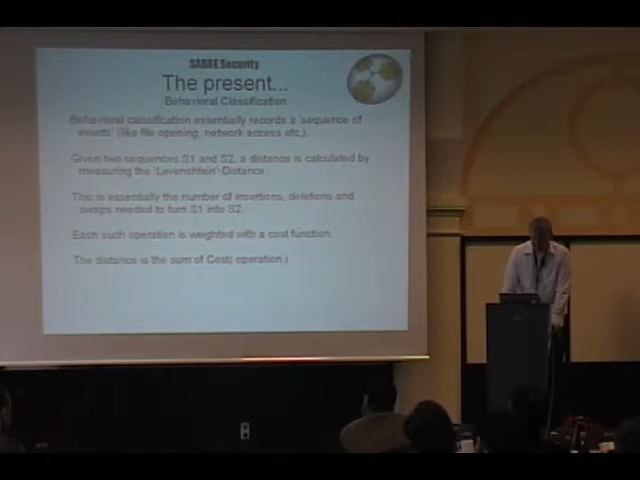 SABRE Security
The present...
Behavioral Classification
Behavioral classification essentially records a 'sequence of
events' (like file opening, network access etc.).
Given two sequences S1 and S2, a distance is calculated by
measuring the 'Levenshtein'-Distance.
This is essentially the number of insertions, deletions and
swaps needed to turn S1 into S2.
Each such operation is weighted with a cost function.
The distance is the sum of Cost( operation )